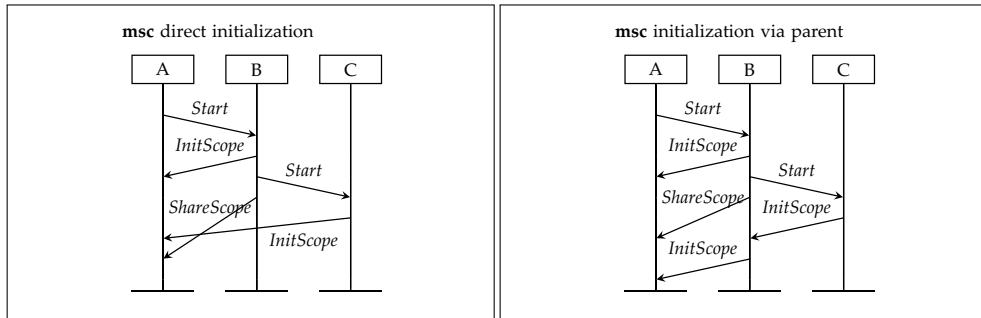 msc direct initialization
A B C
Start
InitScope
Start
ShareScope
InitScope
msc initialization via parent
A B C
Start
InitScope
Start
ShareScope
InitScope
InitScope